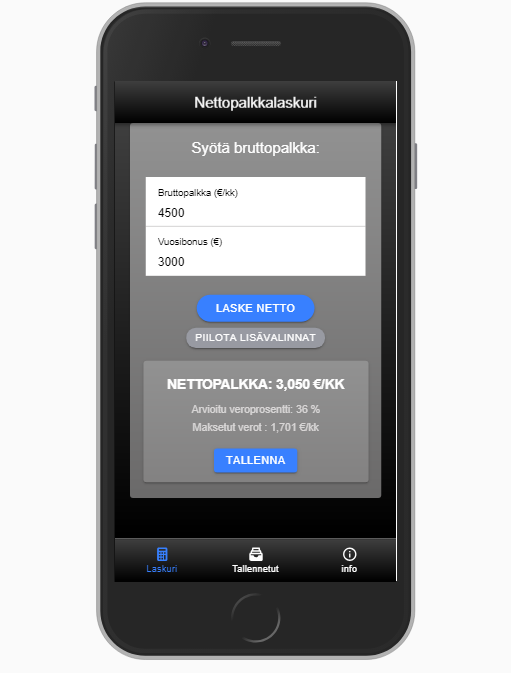 Nettopalkkalaskuri
Syötä bruttopalkka:
Bruttopalkka (€/kk)
4500
Vuosibonus (€)
3000
LASKE NETTO
PIILOTA LISÄVALINNAT
NETTOPALKKA: 3,050 €/KK
Arvioitu veroprosentti: 36 %
Maksetut verot : 1,701 €/kk
TALLENNA
Laskuri Tallennetut info